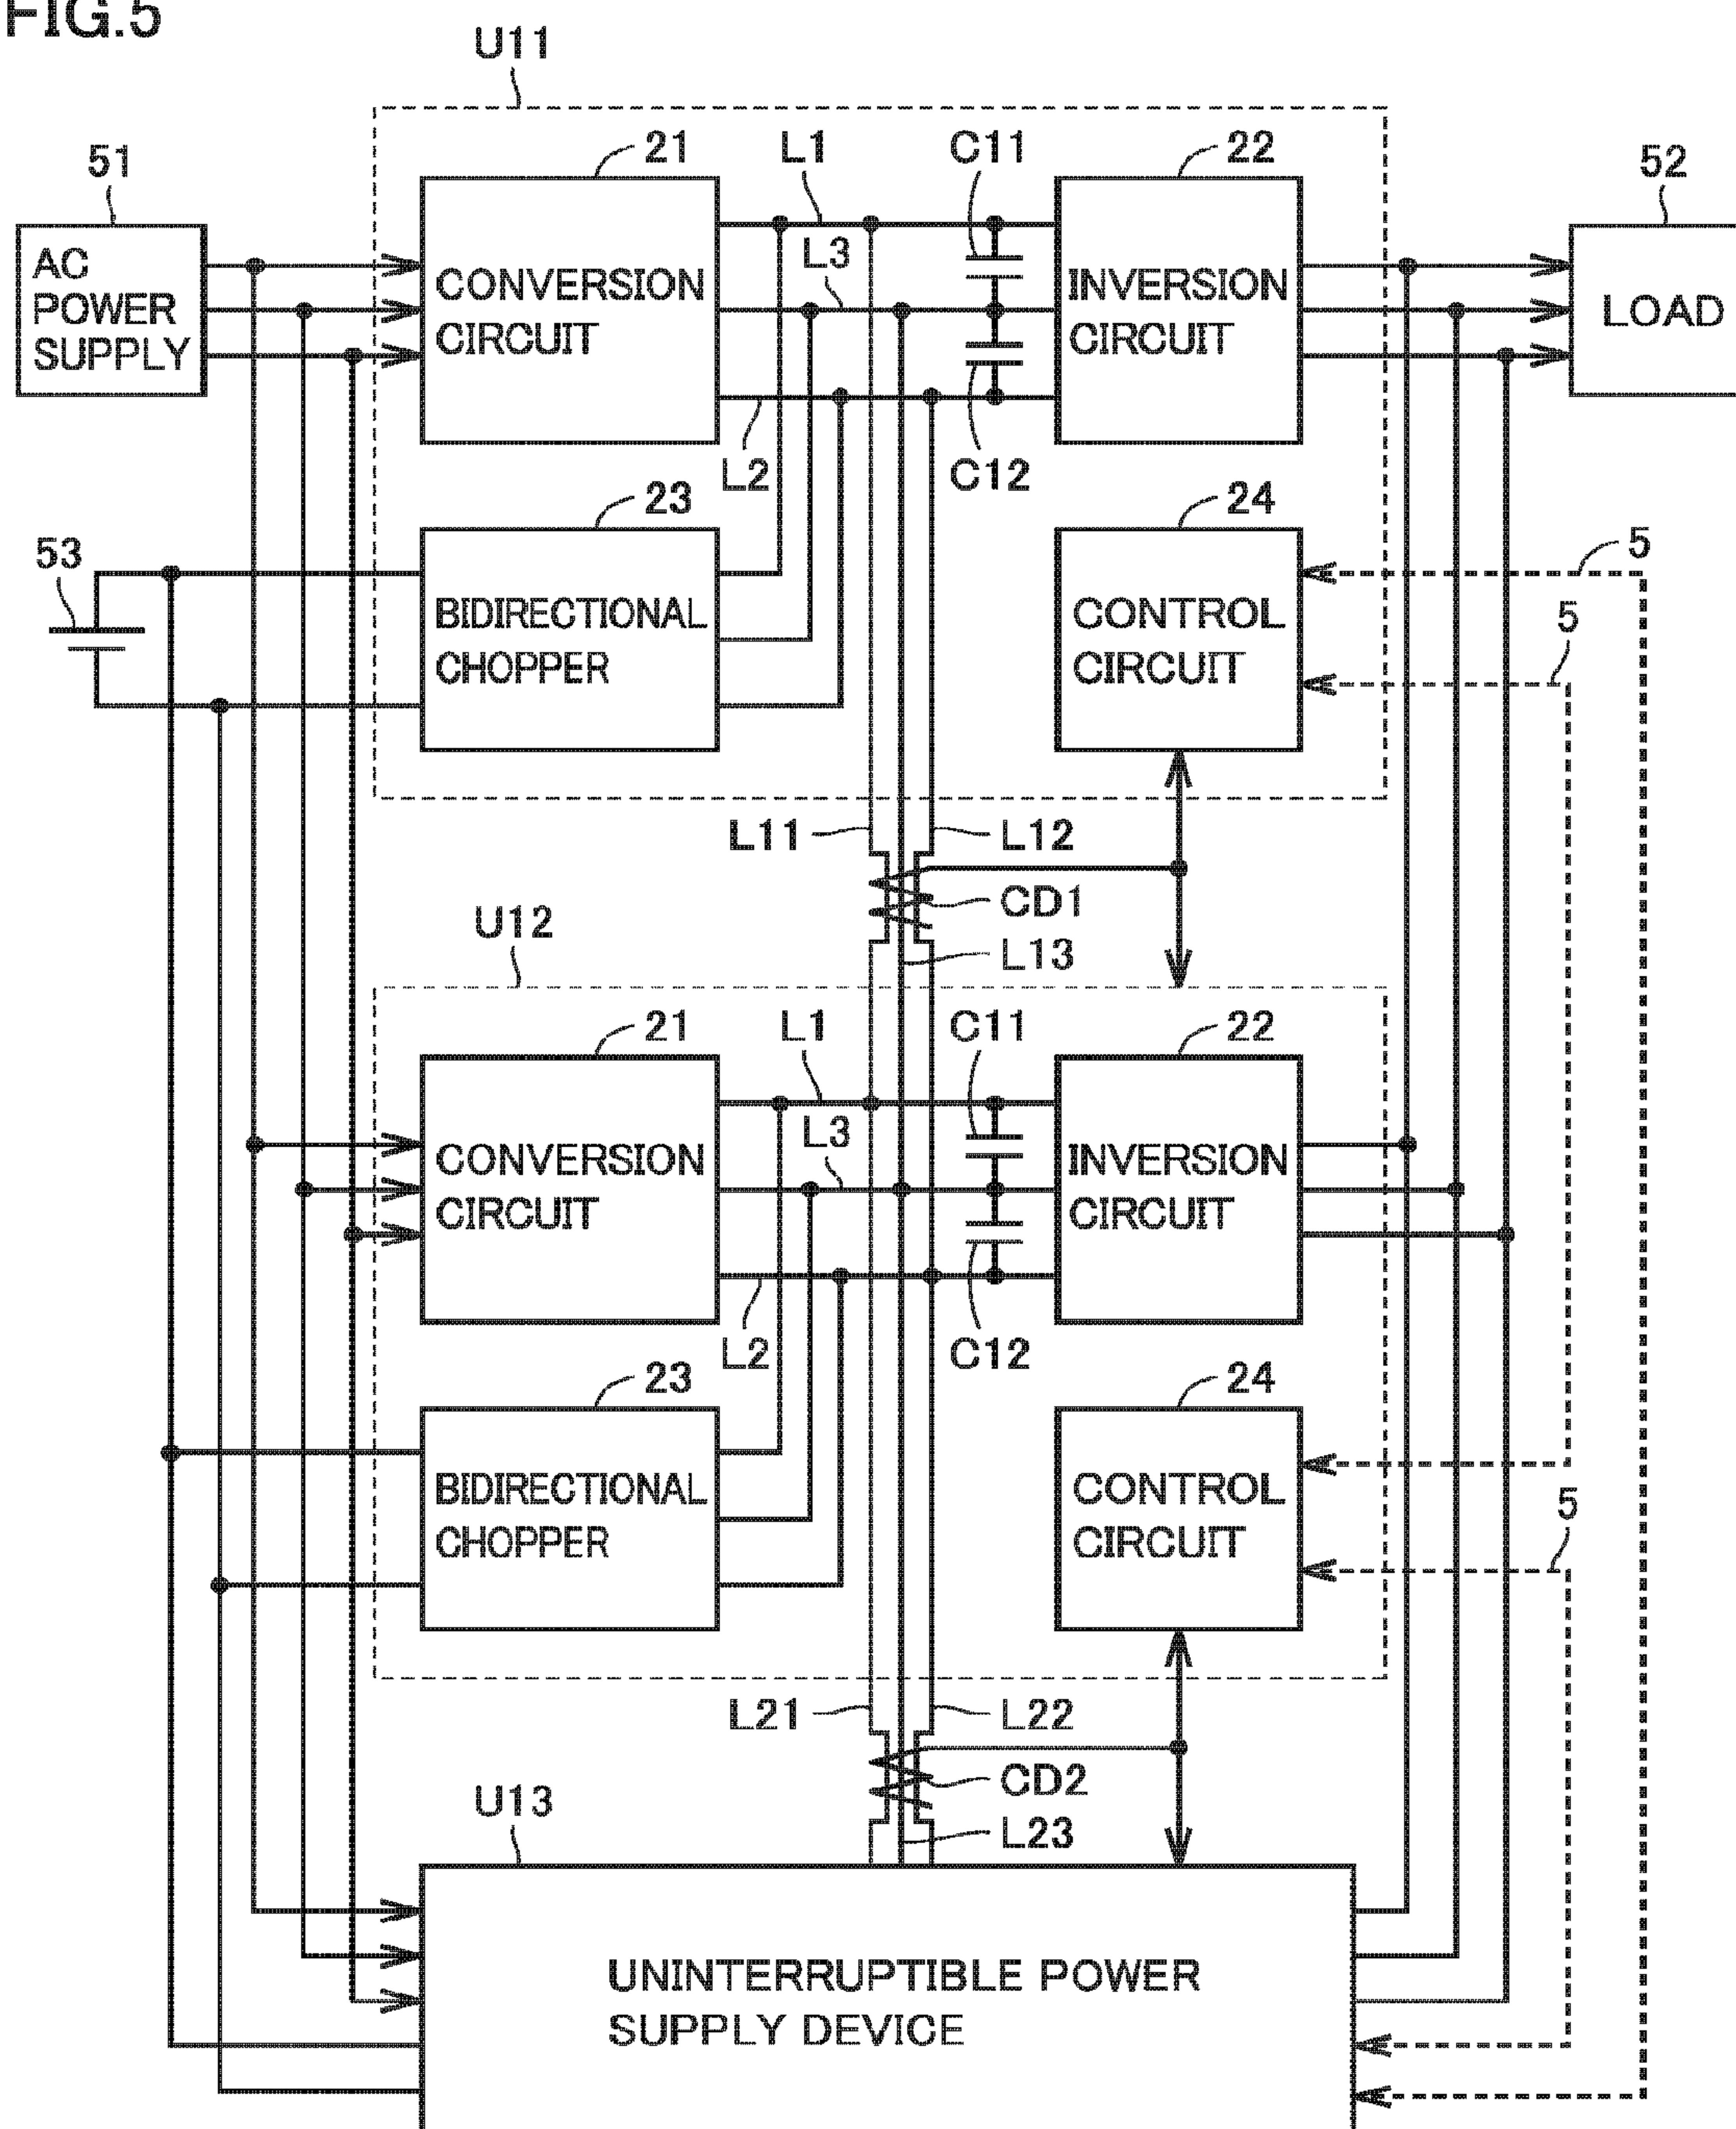 FIG.5
U11
51
21
L1
C11
22
52
AC
POWER
SUPPLY
CONVERSION
CIRCUIT
L3
INVERSION
CIRCUIT
LOAD
L2
C12
53
23
24
5
BIDIRECTIONAL
CHOPPER
CONTROL
CIRCUIT
5
L11
L12
CD1
U12
L13
21
L1
C11
22
CONVERSION
CIRCUIT
L3
INVERSION
CIRCUIT
L2
C12
23
24
BIDIRECTIONAL
CHOPPER
CONTROL
CIRCUIT
5
L21
L22
CD2
U13
L23
UNINTERRUPTIBLE POWER
SUPPLY DEVICE